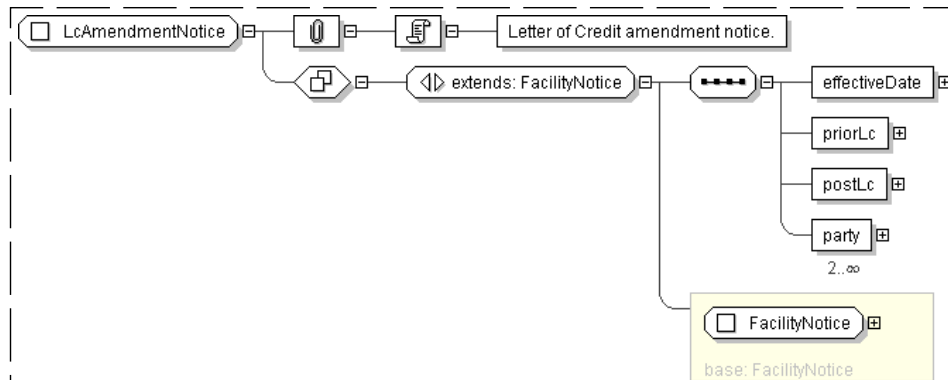 LcAmendmentNotice
Letter of Credit amendment notice.
extends: FacilityNotice
effectiveDate
priorLc
postLc
party
2..∞
FacilityNotice
base: FacilityNotice